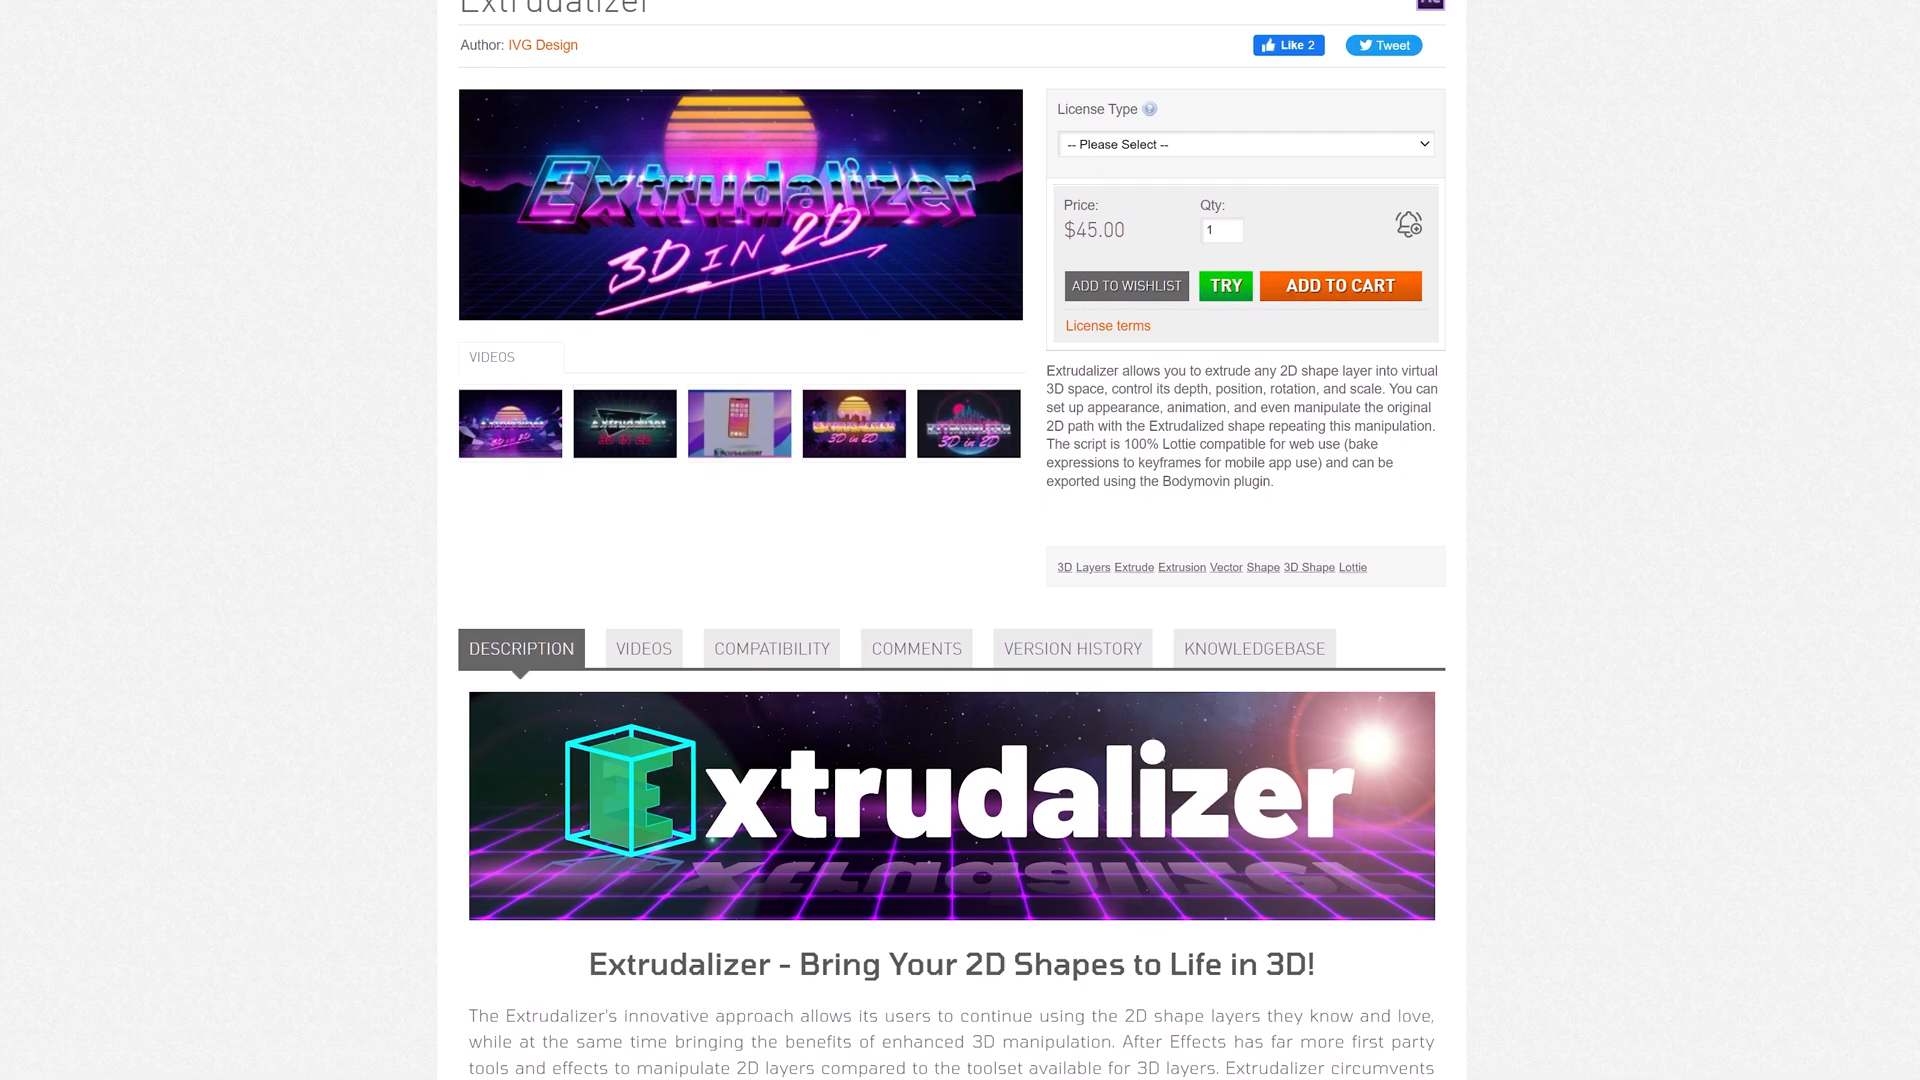 Extrudalizer
Author: IVG Design
Like 2
Tweet
Extrudalizer
3D IN 2D
License Type
-- Please Select --
Price:
Qty:
$45.00
1
ADD TO WISHLIST
TRY
ADD TO CART
License terms
VIDEOS
Extrudalizer allows you to extrude any 2D shape layer into virtual
3D space, control its depth, position, rotation, and scale. You can
set up appearance, animation, and even manipulate the original
2D path with the Extrudalized shape repeating this manipulation.
The script is 100% Lottie compatible for web use (bake
expressions to keyframes for mobile app use) and can be
exported using the Bodymovin plugin.
3D Layers Extrude Extrusion Vector Shape 3D Shape Lottie
DESCRIPTION
VIDEOS
COMPATIBILITY
COMMENTS
VERSION HISTORY
KNOWLEDGEBASE
Extrudalizer
Extrudalizer - Bring Your 2D Shapes to Life in 3D!
The Extrudalizer's innovative approach allows its users to continue using the 2D shape layers they know and love,
while at the same time bringing the benefits of enhanced 3D manipulation. After Effects has far more first party
tools and effects to manipulate 2D layers compared to the toolset available for 3D layers. Extrudalizer circumvents